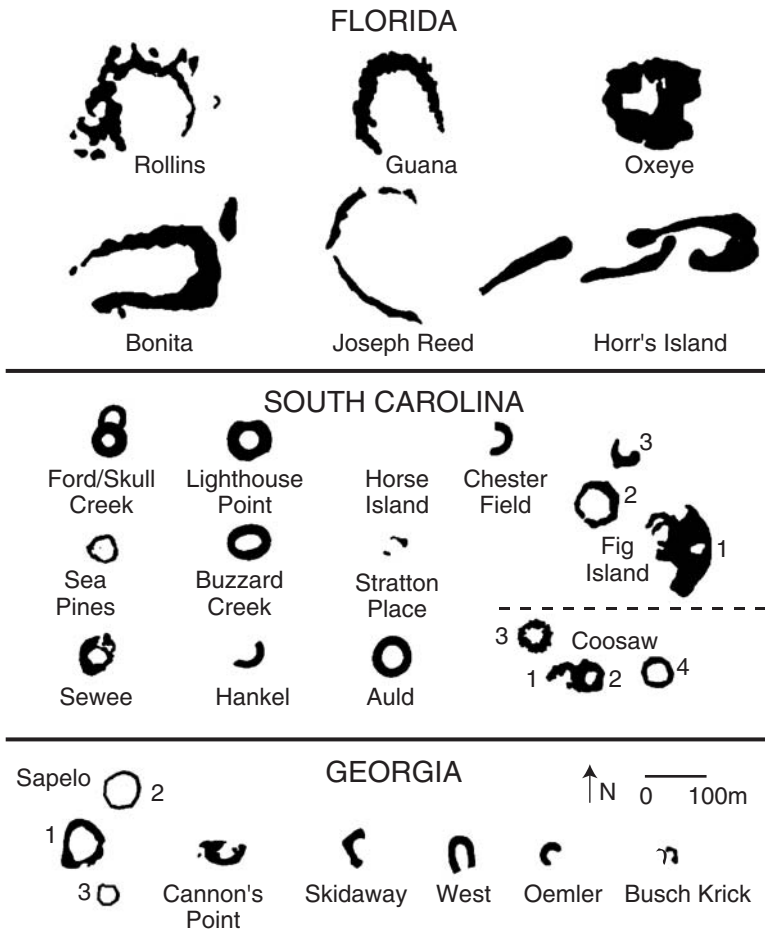 FLORIDA
Rollins
Guana
Oxeye
Bonita
Joseph Reed
Horr's Island
SOUTH CAROLINA
Ford/Skull
Creek
Lighthouse
Point
Horse
Island
Chester
Field
3
2
Fig
Island
1
Sea
Pines
Buzzard
Creek
Stratton
Place
Sewee
Hankel
Auld
3
Coosaw
1
2
4
GEORGIA
Sapelo
2
1
3
N
0 100m
Cannon's
Point
Skidaway
West
Oemler
Busch Krick